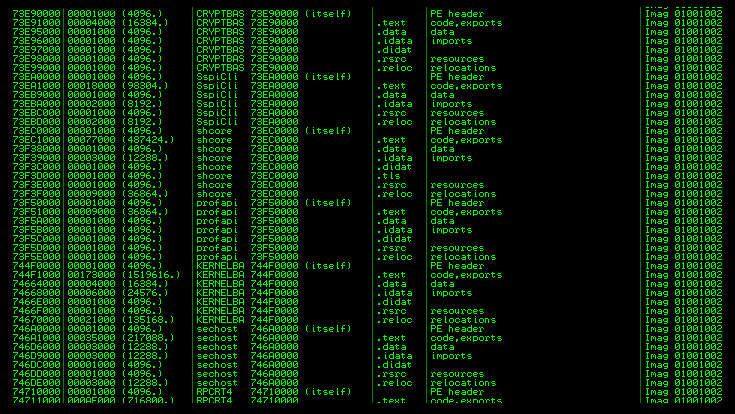 73E90000 00001000 (4096.) CRYPTBAS 73E90000 (itself) PE header Imag 01001002
73E91000 00004000 (16384.) CRYPTBAS 73E90000 .text code,exports Imag 01001002
73E95000 00001000 (4096.) CRYPTBAS 73E90000 .data data Imag 01001002
73E96000 00001000 (4096.) CRYPTBAS 73E90000 .idata imports Imag 01001002
73E97000 00001000 (4096.) CRYPTBAS 73E90000 .didat Imag 01001002
73E98000 00001000 (4096.) CRYPTBAS 73E90000 .rsrc resources Imag 01001002
73E99000 00001000 (4096.) CRYPTBAS 73E90000 .reloc relocations Imag 01001002
73EA0000 00001000 (4096.) SspiCli 73EA0000 (itself) PE header Imag 01001002
73EA1000 00018000 (98304.) SspiCli 73EA0000 .text code,exports Imag 01001002
73EB9000 00001000 (4096.) SspiCli 73EA0000 .data data Imag 01001002
73EBA000 00002000 (8192.) SspiCli 73EA0000 .idata imports Imag 01001002
73EBC000 00001000 (4096.) SspiCli 73EA0000 .rsrc resources Imag 01001002
73EBD000 00002000 (8192.) SspiCli 73EA0000 .reloc relocations Imag 01001002
73EC0000 00001000 (4096.) shcore 73EC0000 (itself) PE header Imag 01001002
73EC1000 00077000 (487424.) shcore 73EC0000 .text code,exports Imag 01001002
73F38000 00001000 (4096.) shcore 73EC0000 .data data Imag 01001002
73F39000 00003000 (12288.) shcore 73EC0000 .idata imports Imag 01001002
73F3C000 00001000 (4096.) shcore 73EC0000 .didat Imag 01001002
73F3D000 00001000 (4096.) shcore 73EC0000 .tls Imag 01001002
73F3E000 00001000 (4096.) shcore 73EC0000 .rsrc resources Imag 01001002
73F3F000 00009000 (36864.) shcore 73EC0000 .reloc relocations Imag 01001002
73F50000 00001000 (4096.) profapi 73F50000 (itself) PE header Imag 01001002
73F51000 00009000 (36864.) profapi 73F50000 .text code,exports Imag 01001002
73F5A000 00001000 (4096.) profapi 73F50000 .data data Imag 01001002
73F5B000 00001000 (4096.) profapi 73F50000 .idata imports Imag 01001002
73F5C000 00001000 (4096.) profapi 73F50000 .didat Imag 01001002
73F5D000 00001000 (4096.) profapi 73F50000 .rsrc resources Imag 01001002
73F5E000 00001000 (4096.) profapi 73F50000 .reloc relocations Imag 01001002
744F0000 00001000 (4096.) KERNELBA 744F0000 (itself) PE header Imag 01001002
744F1000 00173000 (1519616.) KERNELBA 744F0000 .text code,exports Imag 01001002
74664000 00004000 (16384.) KERNELBA 744F0000 .data data Imag 01001002
74668000 00006000 (24576.) KERNELBA 744F0000 .idata imports Imag 01001002
7466E000 00001000 (4096.) KERNELBA 744F0000 .didat Imag 01001002
7466F000 00001000 (4096.) KERNELBA 744F0000 .rsrc resources Imag 01001002
74670000 00021000 (135168.) KERNELBA 744F0000 .reloc relocations Imag 01001002
746A0000 00001000 (4096.) sechost 746A0000 (itself) PE header Imag 01001002
746A1000 00035000 (217088.) sechost 746A0000 .text code,exports Imag 01001002
746D6000 00003000 (12288.) sechost 746A0000 .data data Imag 01001002
746D9000 00003000 (12288.) sechost 746A0000 .idata imports Imag 01001002
746DC000 00001000 (4096.) sechost 746A0000 .didat Imag 01001002
746DD000 00001000 (4096.) sechost 746A0000 .rsrc resources Imag 01001002
746DE000 00003000 (12288.) sechost 746A0000 .reloc relocations Imag 01001002
74710000 00001000 (4096.) RPCRT4 74710000 (itself) PE header Imag 01001002
74711000 000AF000 (716800.) RPCRT4 74710000 .text code,exports Imag 01001002